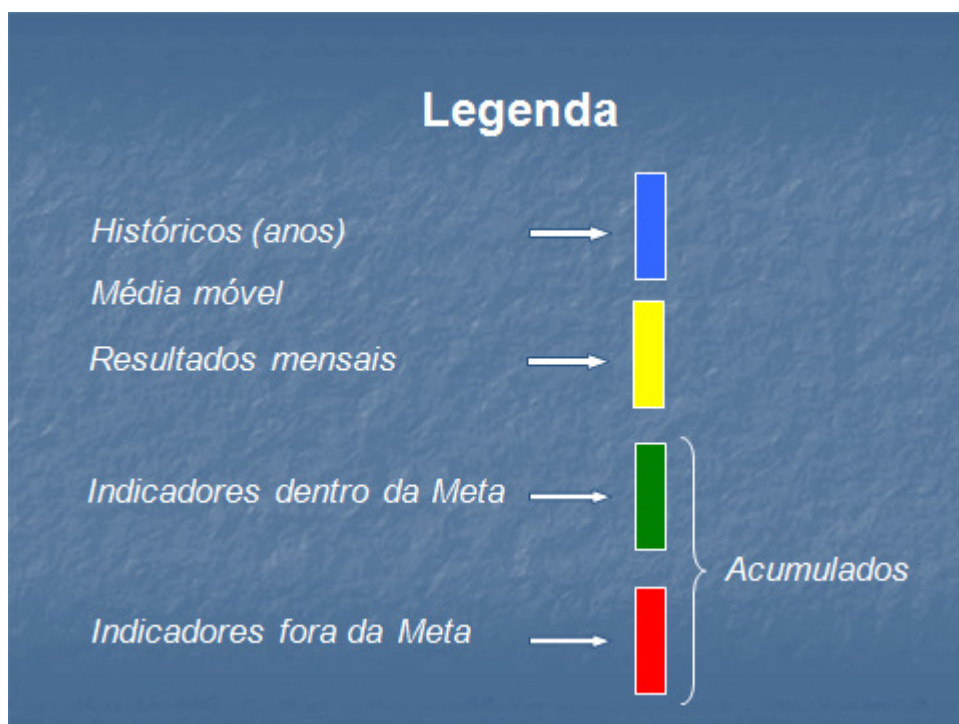 Legenda
Históricos (anos)
Média móvel
Resultados mensais
Indicadores dentro da Meta
Acumulados
Indicadores fora da Meta